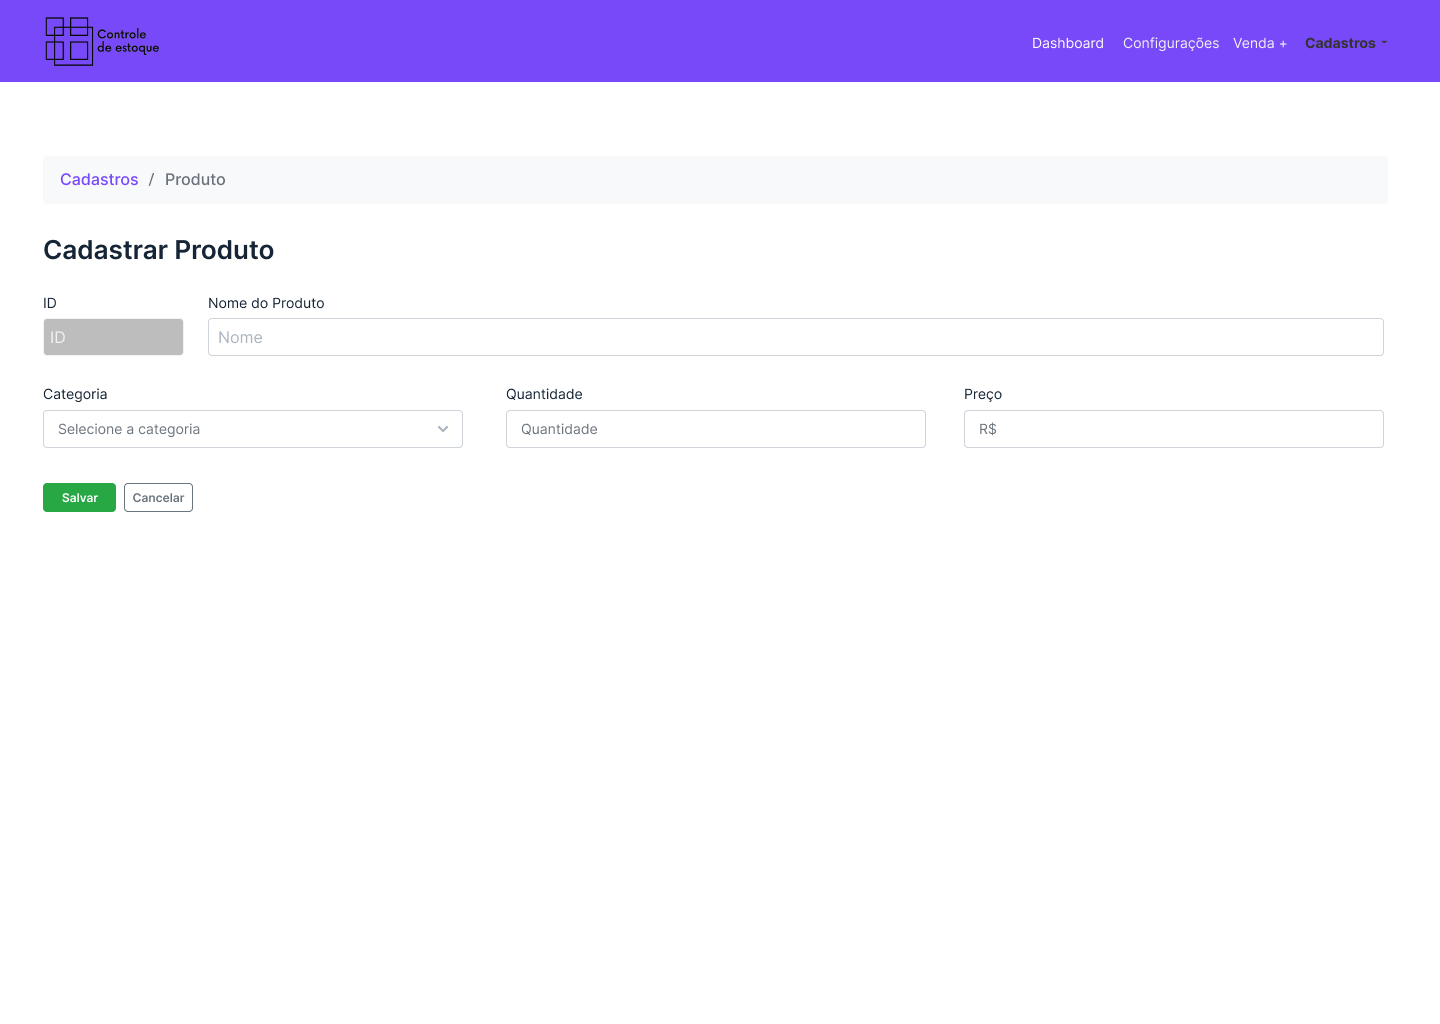 Controle
de estoque
Dashboard Configurações Venda + Cadastros
Cadastros / Produto
Cadastrar Produto
ID Nome do Produto
ID Nome
Categoria Quantidade Preço
Selecione a categoria Quantidade R$
Salvar Cancelar